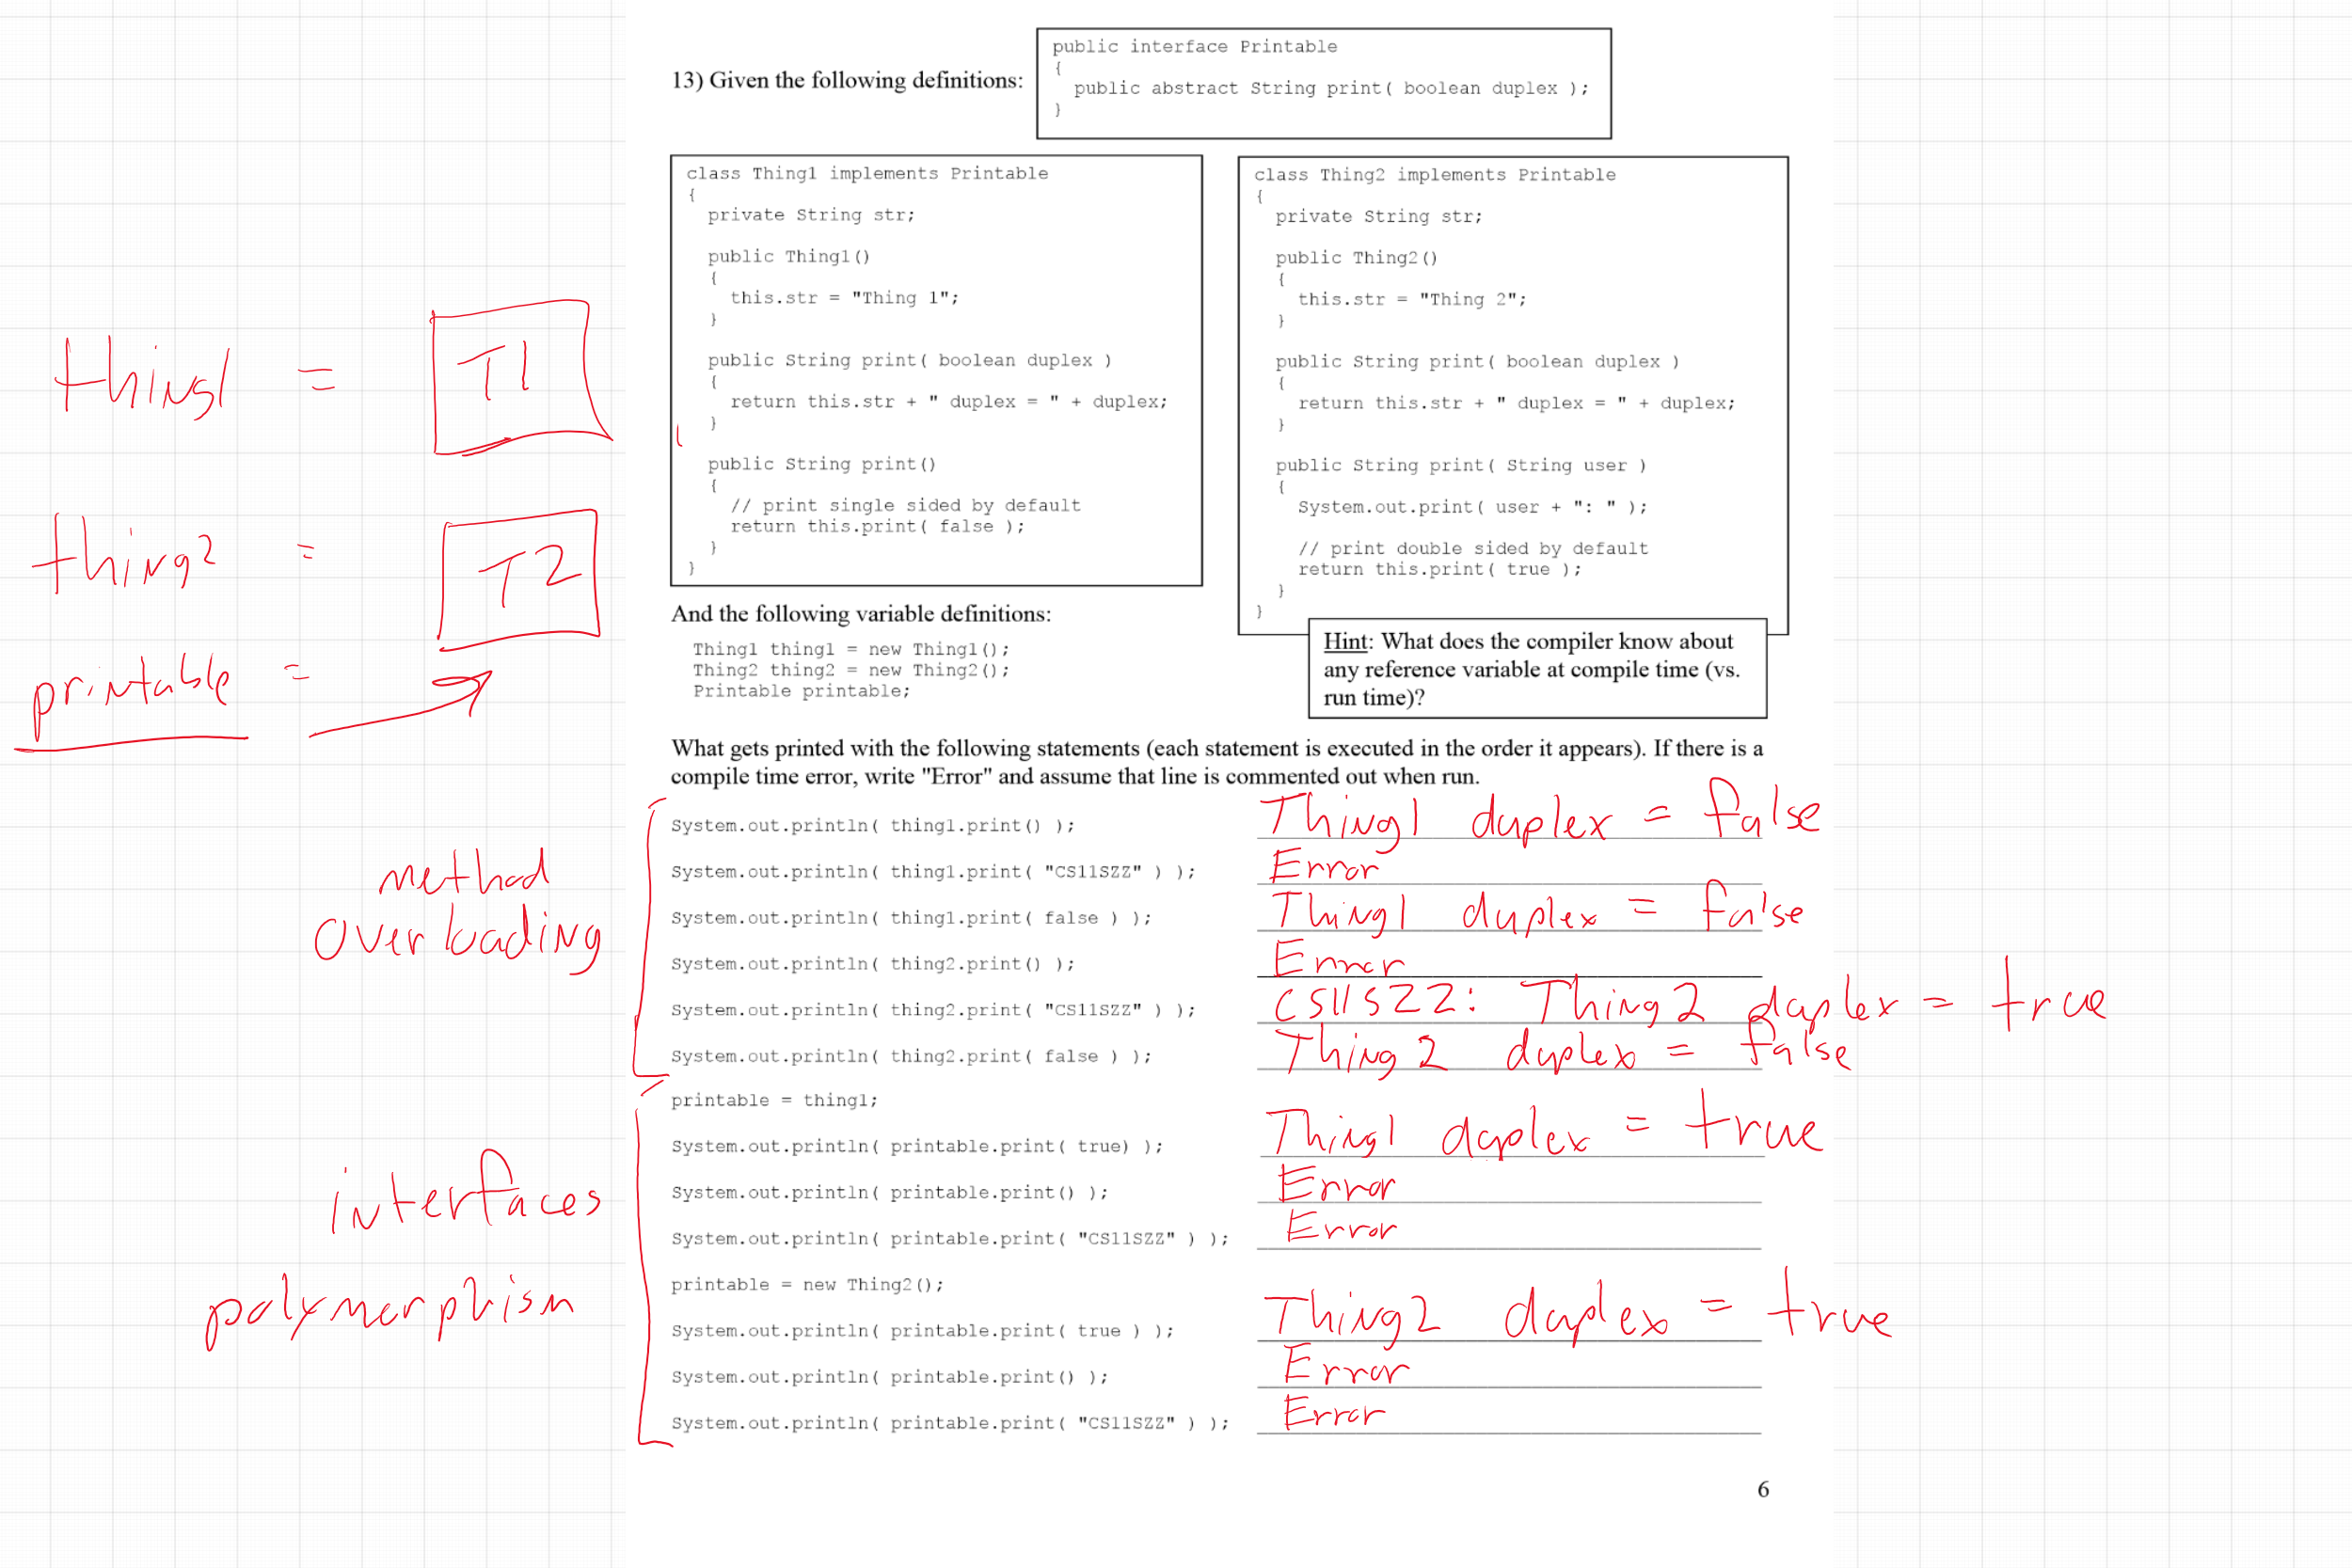 13) Given the following definitions:
public interface Printable
{
public abstract String print( boolean duplex );
}
class Thing1 implements Printable
{
private String str;
public Thing1()
{
this.str = "Thing 1";
}
public String print( boolean duplex )
{
return this.str + " duplex = " + duplex;
}
public String print()
{
// print single sided by default
return this.print( false );
}
}
class Thing2 implements Printable
{
private String str;
public Thing2()
{
this.str = "Thing 2";
}
public String print( boolean duplex )
{
return this.str + " duplex = " + duplex;
}
public String print( String user )
{
System.out.print( user + ": " );
// print double sided by default
return this.print( true );
}
}
thing1 = T1
thing2 = T2
printable =
And the following variable definitions:
Thing1 thing1 = new Thing1();
Thing2 thing2 = new Thing2();
Printable printable;
Hint: What does the compiler know about
any reference variable at compile time (vs.
run time)?
What gets printed with the following statements (each statement is executed in the order it appears). If there is a
compile time error, write "Error" and assume that line is commented out when run.
method
overloading
System.out.println( thing1.print() ); Thing1 duplex = false
System.out.println( thing1.print( "CS11SZZ" ) ); Error
System.out.println( thing1.print( false ) ); Thing1 duplex = false
System.out.println( thing2.print() ); Error
System.out.println( thing2.print( "CS11SZZ" ) ); CS11SZZ: Thing 2 duplex = true
System.out.println( thing2.print( false ) ); Thing 2 duplex = false
interfaces
polymorphism
printable = thing1;
System.out.println( printable.print( true) ); Thing1 duplex = true
System.out.println( printable.print() ); Error
System.out.println( printable.print( "CS11SZZ" ) ); Error
printable = new Thing2();
System.out.println( printable.print( true ) ); Thing2 duplex = true
System.out.println( printable.print() ); Error
System.out.println( printable.print( "CS11SZZ" ) ); Error
6